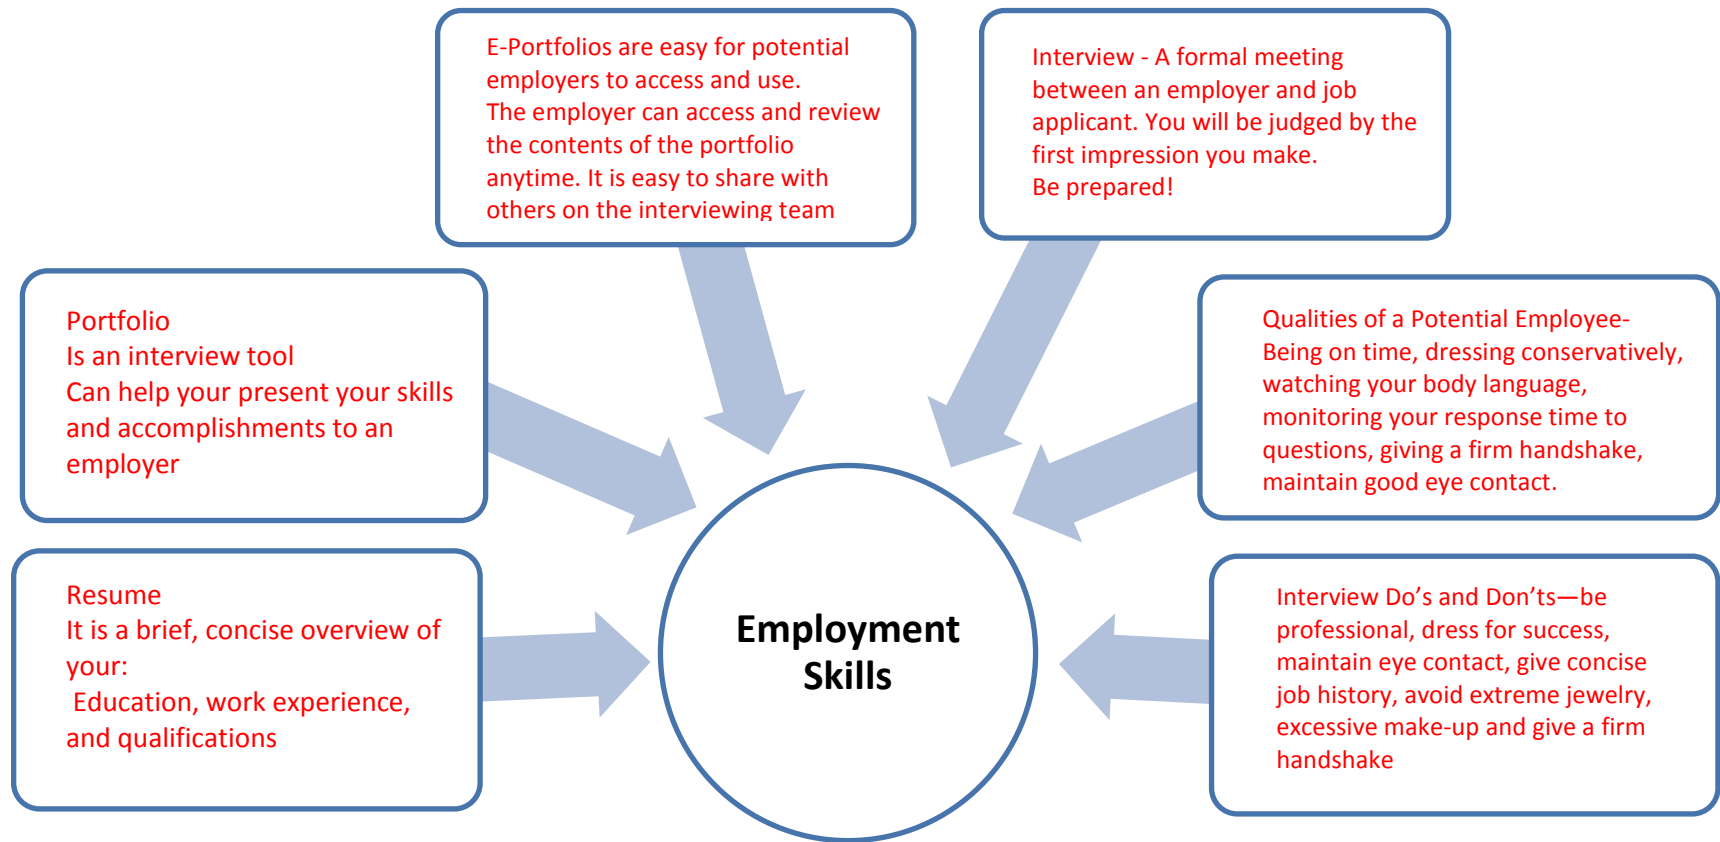 E-Portfolios are easy for potential
employers to access and use.
The employer can access and review
the contents of the portfolio
anytime. It is easy to share with
others on the interviewing team
Interview - A formal meeting
between an employer and job
applicant. You will be judged by the
first impression you make.
Be prepared!
Portfolio
Is an interview tool
Can help your present your skills
and accomplishments to an
employer
Qualities of a Potential Employee-
Being on time, dressing conservatively,
watching your body language,
monitoring your response time to
questions, giving a firm handshake,
maintain good eye contact.
Resume
It is a brief, concise overview of
your:
Education, work experience,
and qualifications
Employment
Skills
Interview Do’s and Don’ts—be
professional, dress for success,
maintain eye contact, give concise
job history, avoid extreme jewelry,
excessive make-up and give a firm
handshake